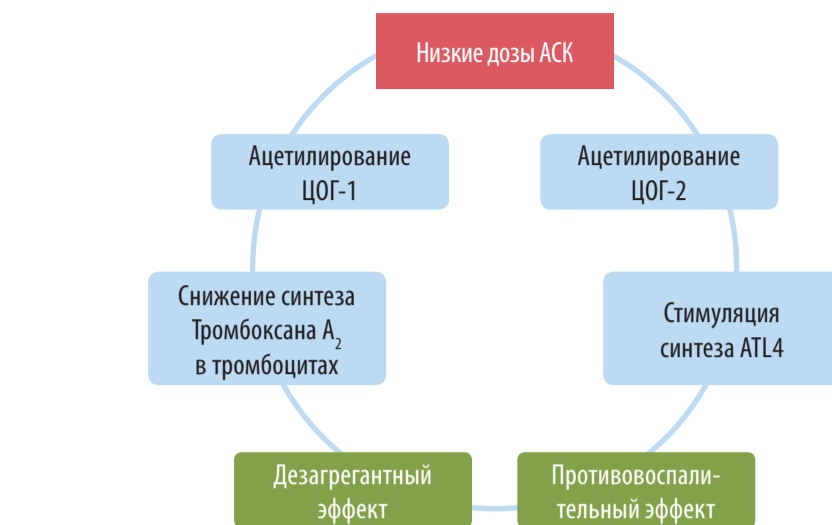 Низкие дозы АСК
Ацетилирование
ЦОГ-1
Ацетилирование
ЦОГ-2
Снижение синтеза
Тромбоксана А₂
в тромбоцитах
Стимуляция
синтеза ATL4
Дезагрегантный
эффект
Противовоспали-
тельный эффект